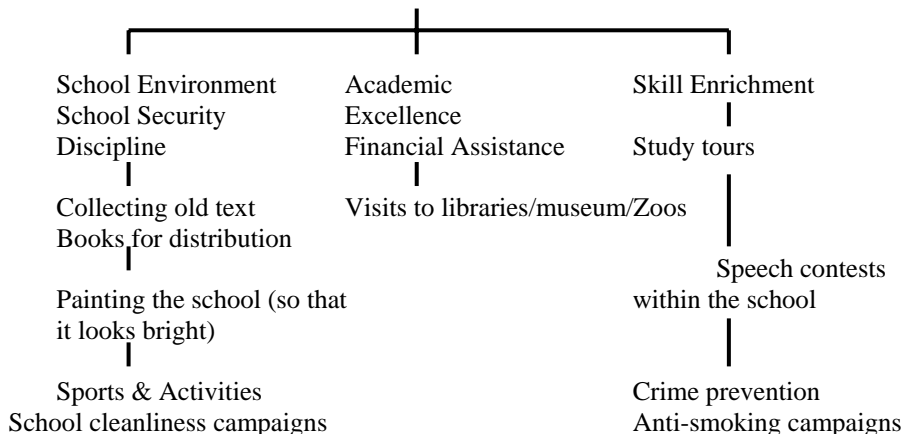 School Environment
School Security
Discipline
Collecting old text
Books for distribution
Painting the school (so that
it looks bright)
Sports & Activities
School cleanliness campaigns
Academic
Excellence
Financial Assistance
Visits to libraries/museum/Zoos
Skill Enrichment
Study tours
Speech contests
within the school
Crime prevention
Anti-smoking campaigns